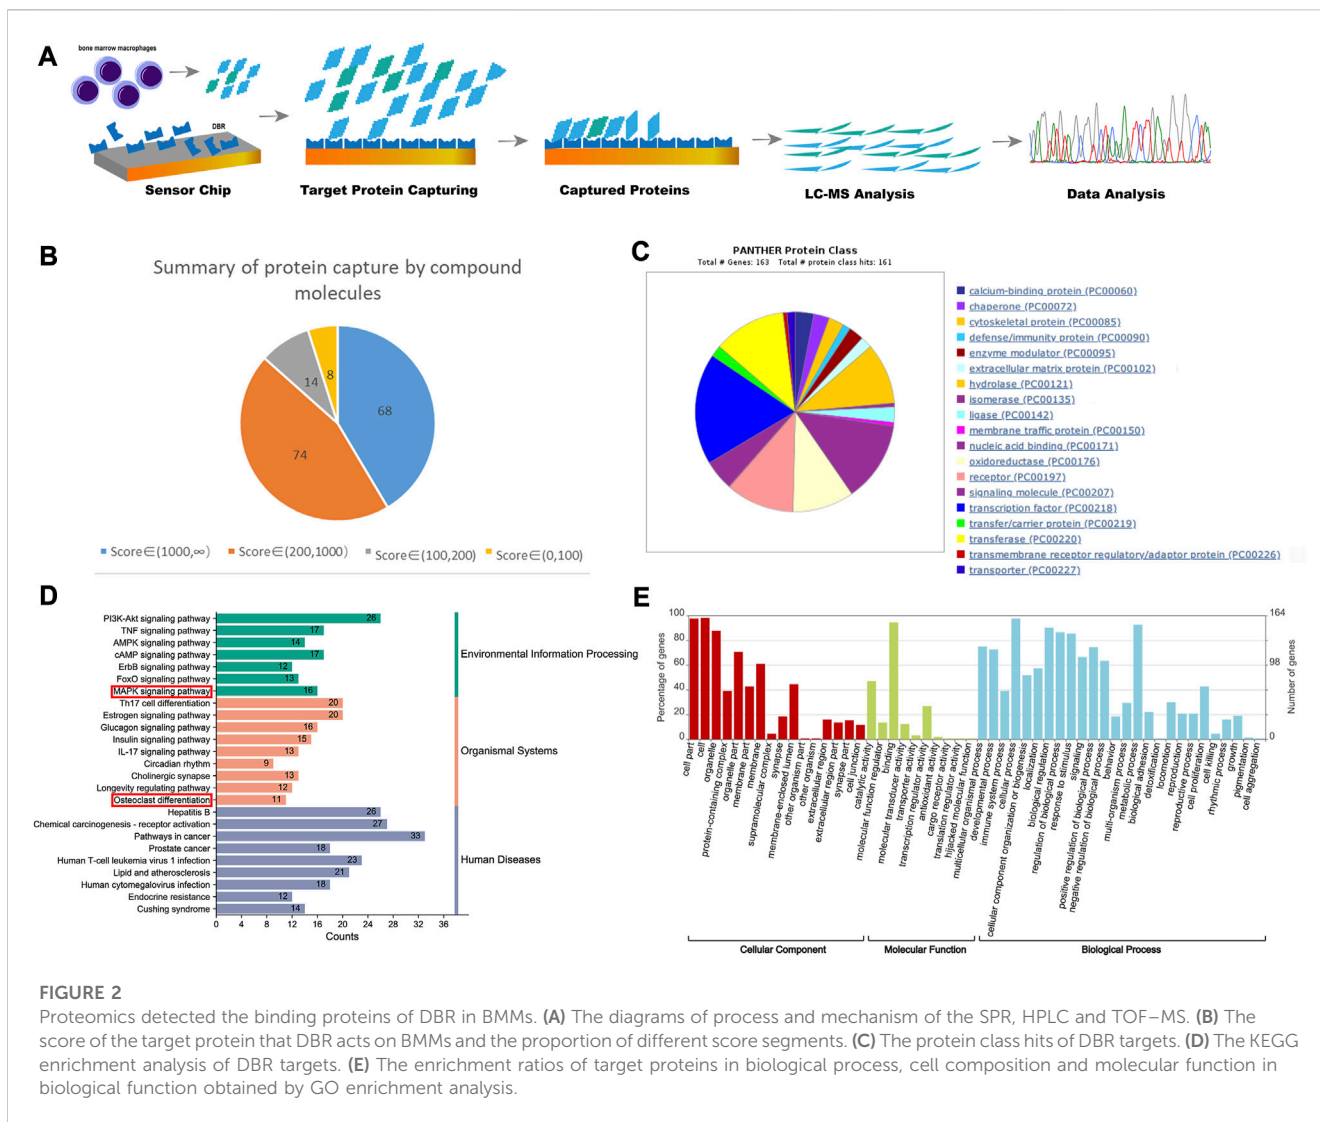 A
bone marrow macrophages
DBR
Sensor Chip
Target Protein Capturing
Captured Proteins
LC-MS Analysis
Data Analysis
B
Summary of protein capture by compound
molecules
8
14
68
74
Score∈(1000,∞)
Score∈(200,1000)
Score∈(100,200)
Score∈(0,100)
C
PANTHER Protein Class
Total # Genes: 163 Total # protein class hits: 161
calcium-binding protein (PC00060)
chaperone (PC00072)
cytoskeletal protein (PC00085)
defense/immunity protein (PC00090)
enzyme modulator (PC00095)
extracellular matrix protein (PC00102)
hydrolase (PC00121)
isomerase (PC00135)
ligase (PC00142)
membrane traffic protein (PC00150)
nucleic acid binding (PC00171)
oxidoreductase (PC00176)
receptor (PC00197)
signaling molecule (PC00207)
transcription factor (PC00218)
transfer/carrier protein (PC00219)
transferase (PC00220)
transmembrane receptor regulatory/adaptor protein (PC00226)
transporter (PC00227)
D
PI3K-Akt signaling pathway 26
TNF signaling pathway 17
AMPK signaling pathway 14
cAMP signaling pathway 17
ErbB signaling pathway 12
FoxO signaling pathway 13
MAPK signaling pathway 16
Th17 cell differentiation 20
Estrogen signaling pathway 20
Glucagon signaling pathway 16
Insulin signaling pathway 15
IL-17 signaling pathway 13
Circadian rhythm 9
Cholinergic synapse 13
Longevity regulating pathway 12
Osteoclast differentiation 11
Hepatitis B 26
Chemical carcinogenesis - receptor activation 27
Pathways in cancer 33
Prostate cancer 18
Human T-cell leukemia virus 1 infection 23
Lipid and atherosclerosis 21
Human cytomegalovirus infection 18
Endocrine resistance 12
Cushing syndrome 14
0 4 8 12 16 20 24 28 32 36
Counts
Environmental Information Processing
Organismal Systems
Human Diseases
E
Percentage of genes
100
80
60
40
20
0
164
98
32
0
Number of genes
cell part
cell
organelle
protein-containing complex
organelle part
membrane part
membrane
supramolecular complex
synapse
membrane-enclosed lumen
other organism part
other organism
extracellular region
extracellular region part
synapse part
cell junction
catalytic activity
molecular function regulator
binding
molecular transducer activity
transporter activity
transcription regulator activity
antioxidant activity
cargo receptor activity
translation regulator activity
hijacked molecular function
multicellular organismal process
developmental process
immune system process
cellular process
cellular component organization or biogenesis
localization
biological regulation
regulation of biological process
response to stimulus
signaling
positive regulation of biological process
negative regulation of biological process
behavior
multi-organism process
metabolic process
biological adhesion
detoxification
locomotion
reproduction
reproductive process
cell proliferation
cell killing
rhythmic process
growth
pigmentation
cell aggregation
Cellular Component
Molecular Function
Biological Process
FIGURE 2
Proteomics detected the binding proteins of DBR in BMMs. (A) The diagrams of process and mechanism of the SPR, HPLC and TOF–MS. (B) The
score of the target protein that DBR acts on BMMs and the proportion of different score segments. (C) The protein class hits of DBR targets. (D) The KEGG
enrichment analysis of DBR targets. (E) The enrichment ratios of target proteins in biological process, cell composition and molecular function in
biological function obtained by GO enrichment analysis.